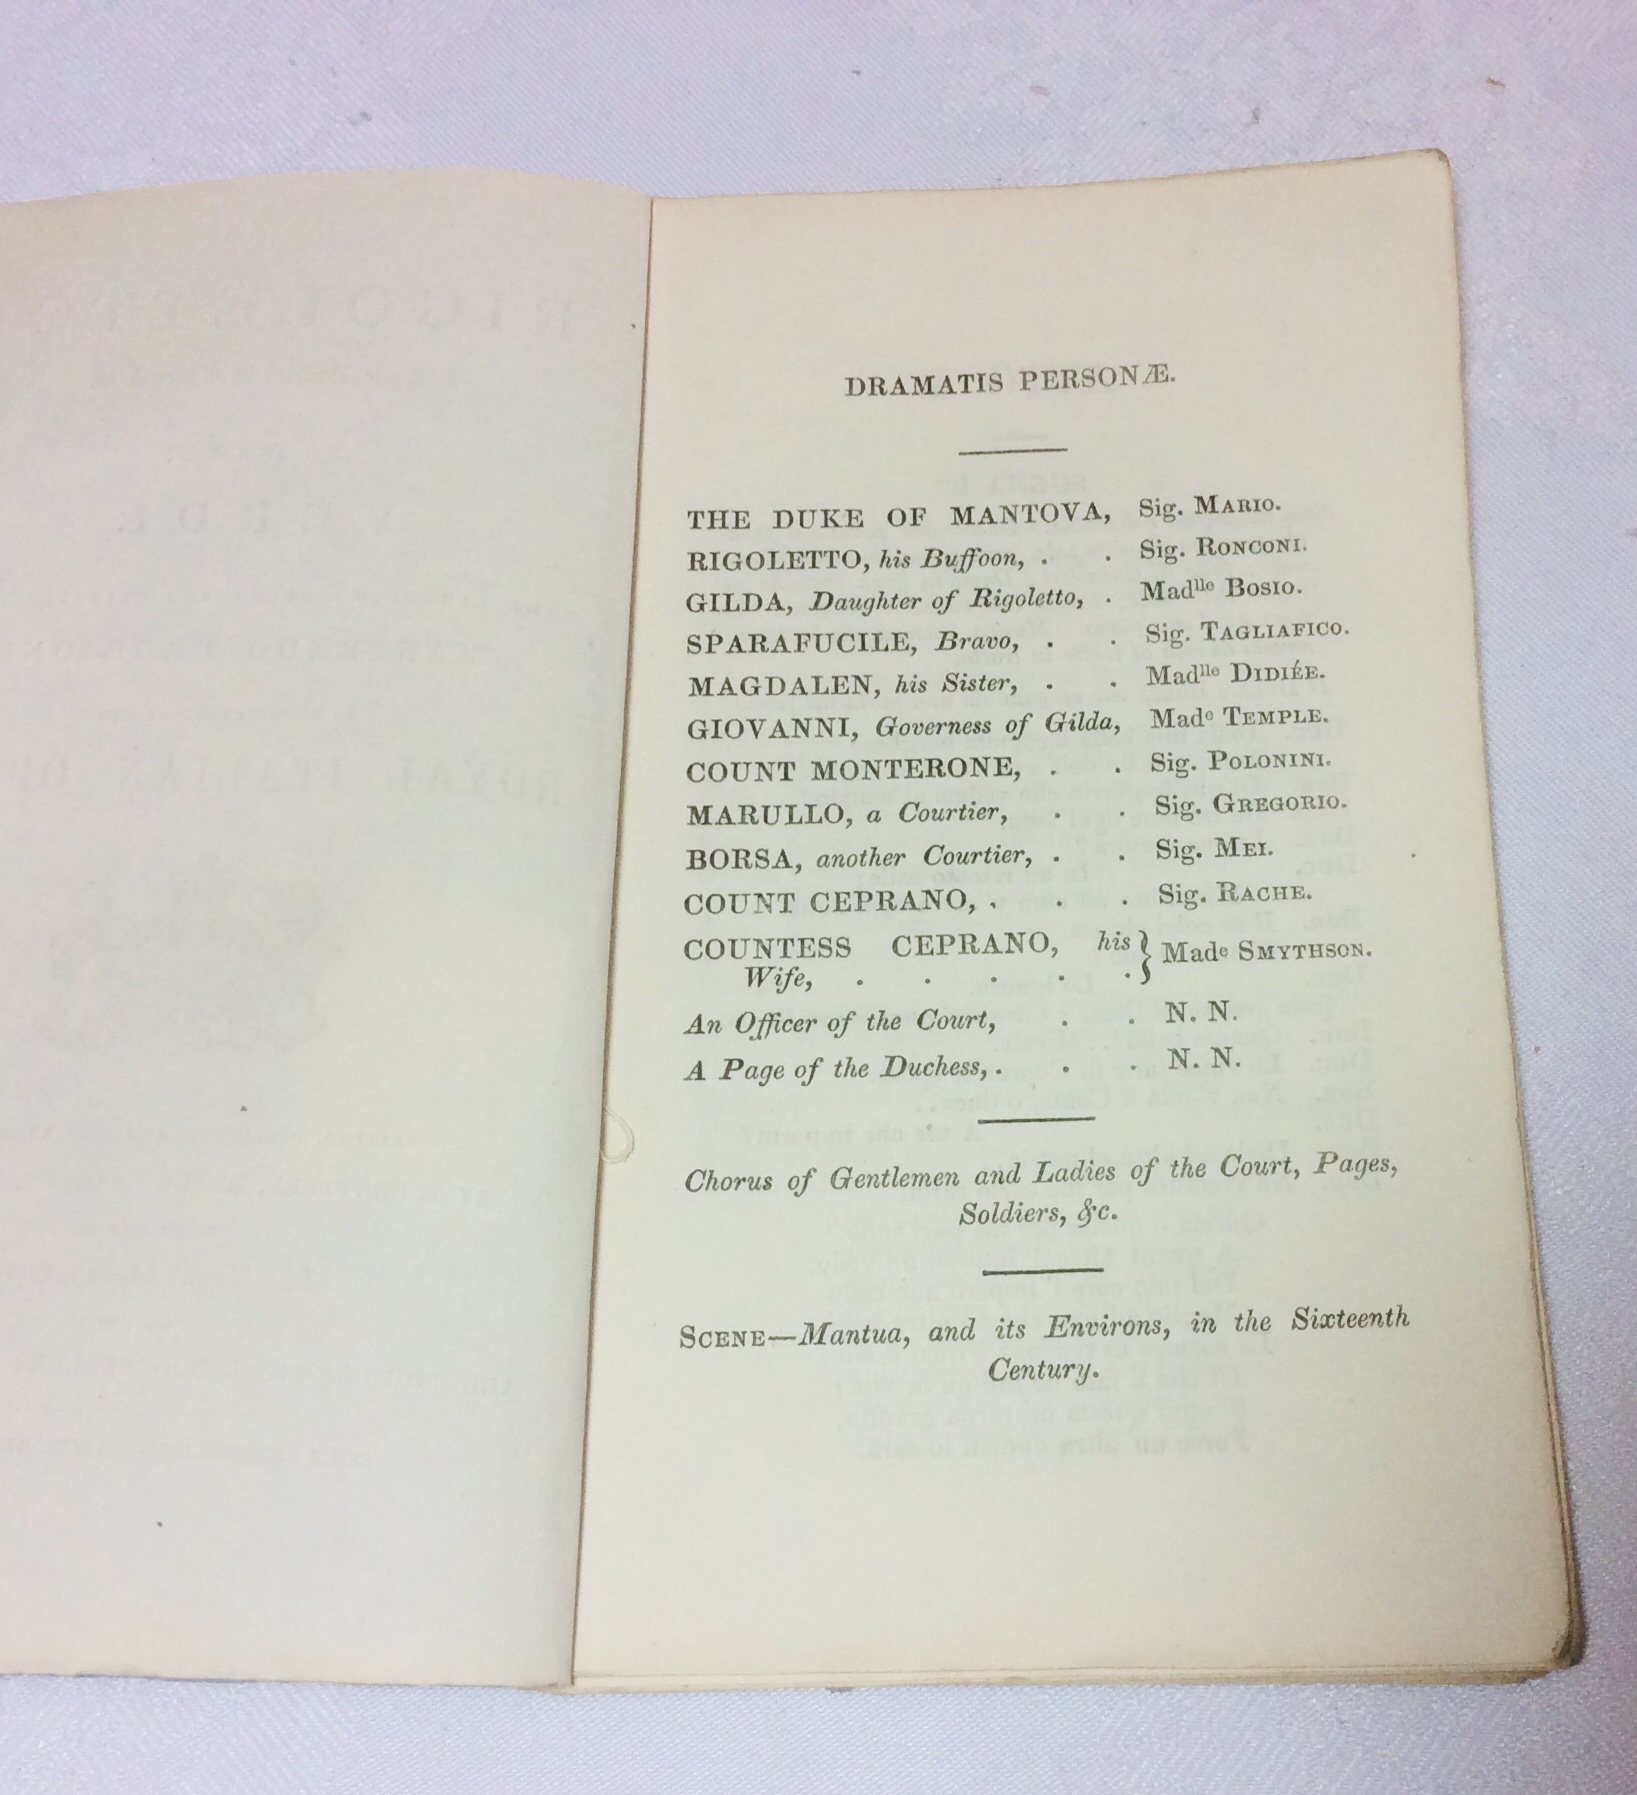 DRAMATIS PERSONÆ.
THE DUKE OF MANTOVA, Sig. MARIO.
RIGOLETTO, his Buffoon, . . Sig. RONCONI.
GILDA, Daughter of Rigoletto, . Madlle BOSIO.
SPARAFUCILE, Bravo, . . Sig. TAGLIAFICO.
MAGDALEN, his Sister, . . Madlle DIDIÉE.
GIOVANNI, Governess of Gilda, Made TEMPLE.
COUNT MONTERONE, . . Sig. POLONINI.
MARULLO, a Courtier, . . Sig. GREGORIO.
BORSA, another Courtier, . . Sig. MEI.
COUNT CEPRANO, . . . Sig. RACHE.
COUNTESS CEPRANO, his } Made SMYTHSON.
Wife, . . . . .
An Officer of the Court, . . N. N.
A Page of the Duchess, . . . N. N.
Chorus of Gentlemen and Ladies of the Court, Pages,
Soldiers, &c.
SCENE—Mantua, and its Environs, in the Sixteenth
Century.